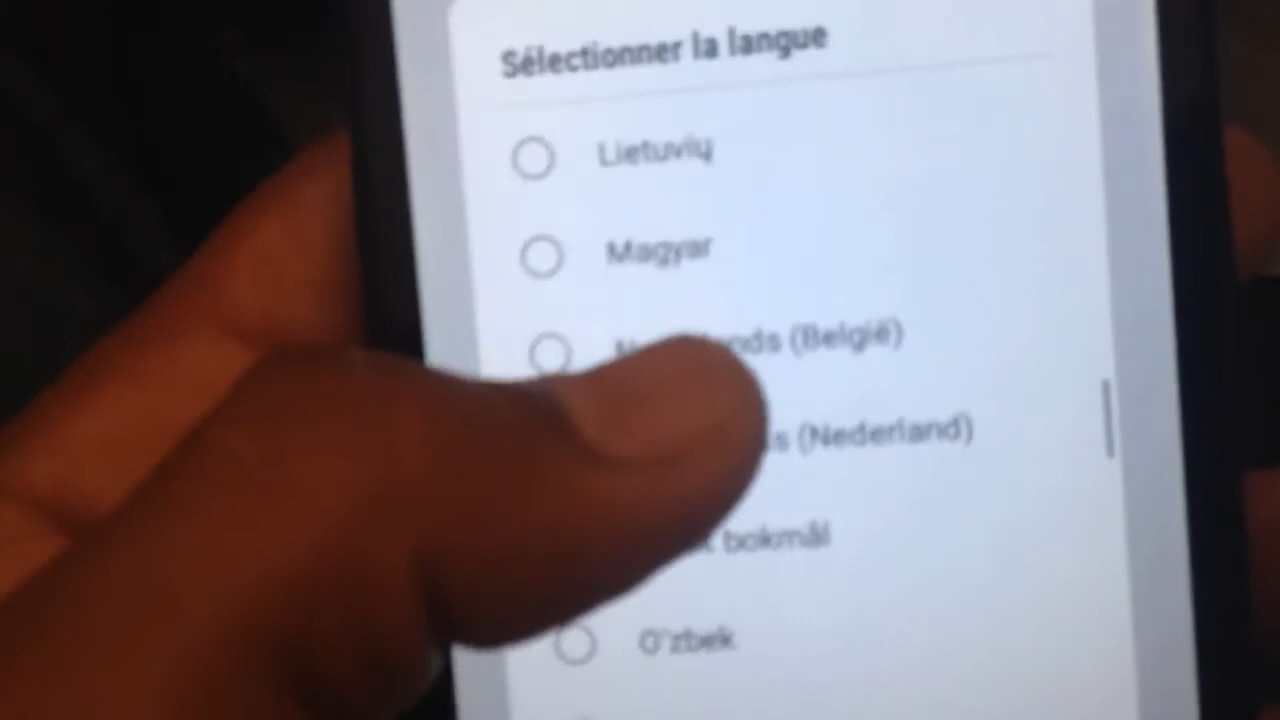 Sélectionner la langue
Lietuvių
Magyar
(België)
(Nederland)
bokmål
O'zbek